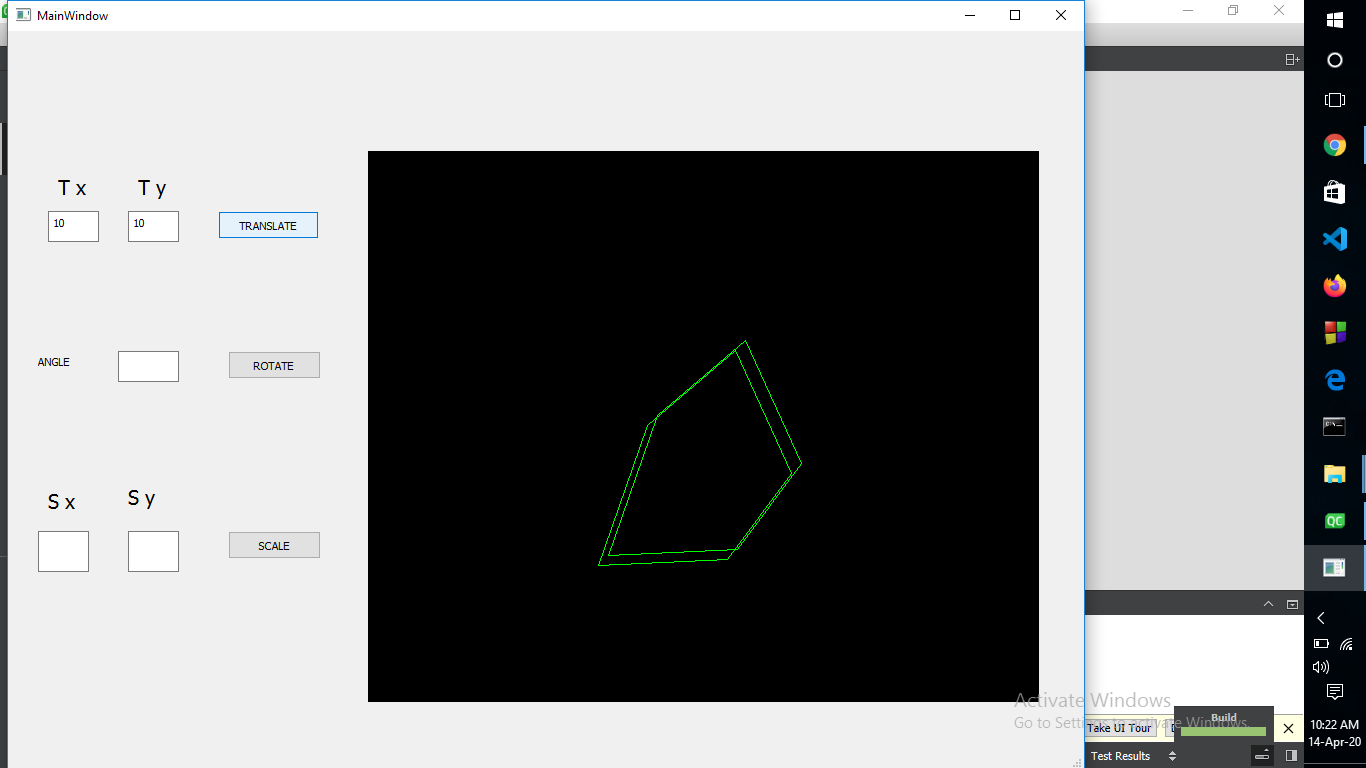 MainWindow
T x
T y
10
10
TRANSLATE
ANGLE
ROTATE
S x
S y
SCALE
Activate Windows
Go to Settings to activate Windows.
Build
Take UI Tour
Test Results
QC
10:22 AM
14-Apr-20